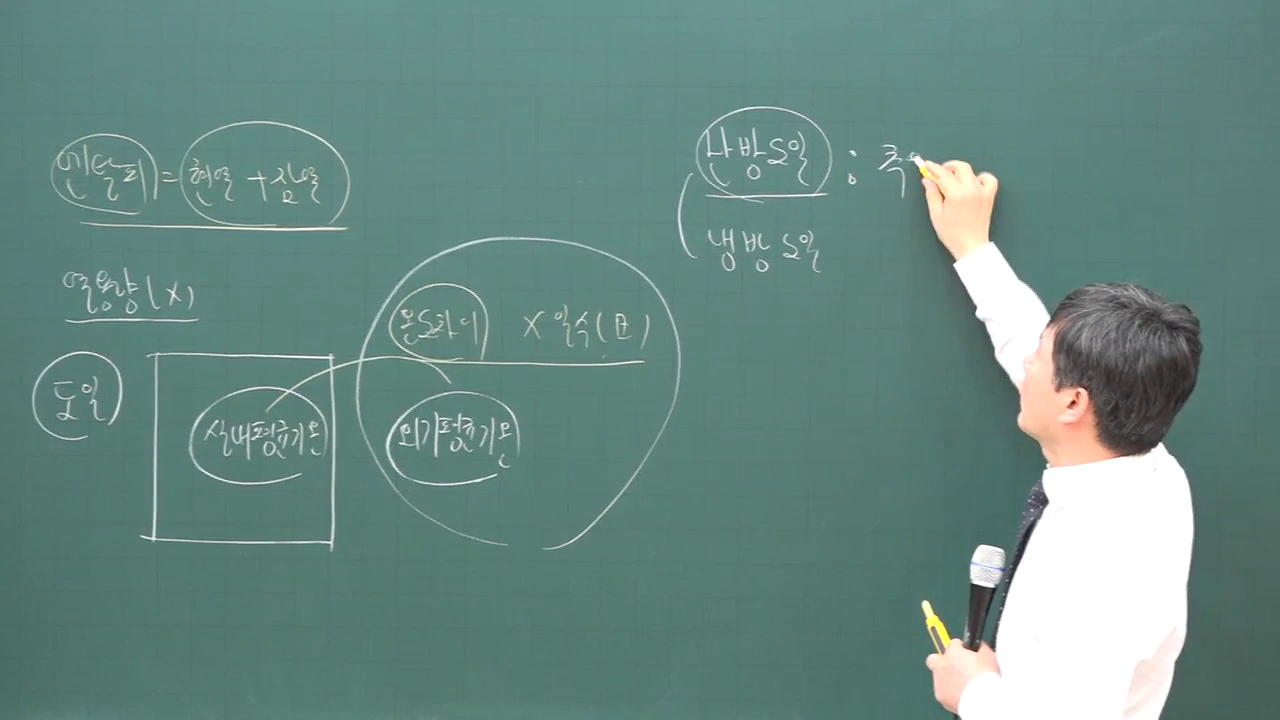 엔탈피 = 현열 + 잠열
열용량 (X)
도일
실내평균기온
온도차이 X 일수(日)
외기평균기온
난방도일 : 추
냉방도일